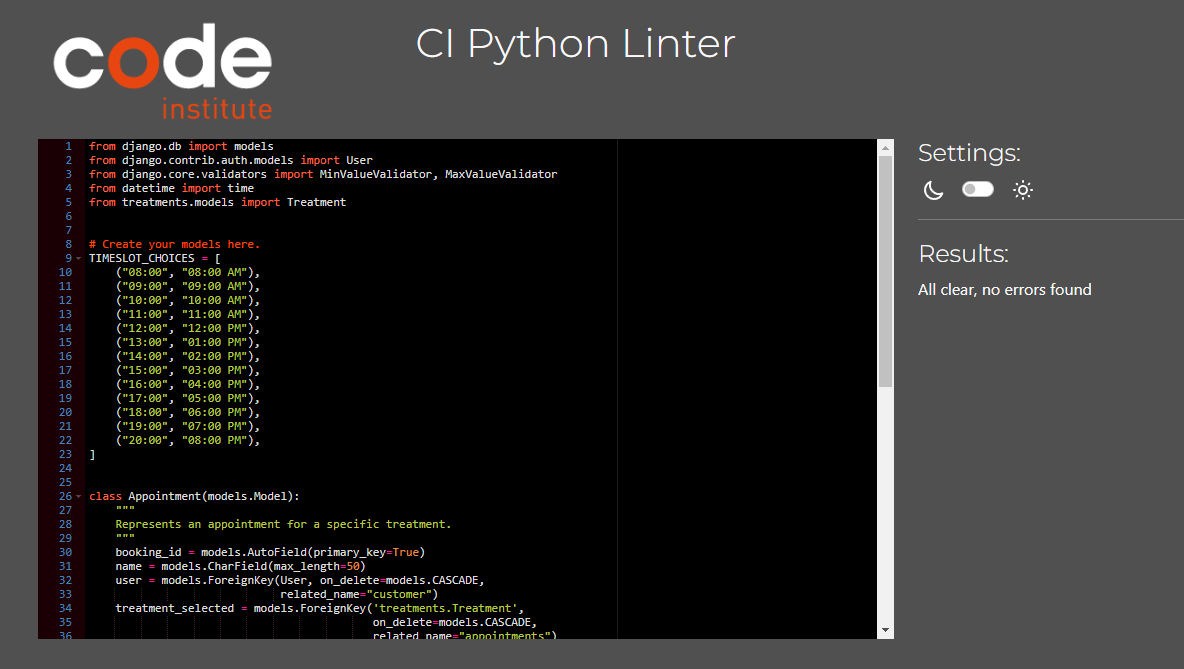 code
institute
CI Python Linter
1 from django.db import models
2 from django.contrib.auth.models import User
3 from django.core.validators import MinValueValidator, MaxValueValidator
4 from datetime import time
5 from treatments.models import Treatment
6
7
8 # Create your models here.
9 TIMESLOT_CHOICES = [
10     ("08:00", "08:00 AM"),
11     ("09:00", "09:00 AM"),
12     ("10:00", "10:00 AM"),
13     ("11:00", "11:00 AM"),
14     ("12:00", "12:00 PM"),
15     ("13:00", "01:00 PM"),
16     ("14:00", "02:00 PM"),
17     ("15:00", "03:00 PM"),
18     ("16:00", "04:00 PM"),
19     ("17:00", "05:00 PM"),
20     ("18:00", "06:00 PM"),
21     ("19:00", "07:00 PM"),
22     ("20:00", "08:00 PM"),
23 ]
24
25
26 class Appointment(models.Model):
27     """
28     Represents an appointment for a specific treatment.
29     """
30     booking_id = models.AutoField(primary_key=True)
31     name = models.CharField(max_length=50)
32     user = models.ForeignKey(User, on_delete=models.CASCADE,
33                              related_name="customer")
34     treatment_selected = models.ForeignKey('treatments.Treatment',
35                                            on_delete=models.CASCADE,
36                                            related_name="appointments")
Settings:
Results:
All clear, no errors found